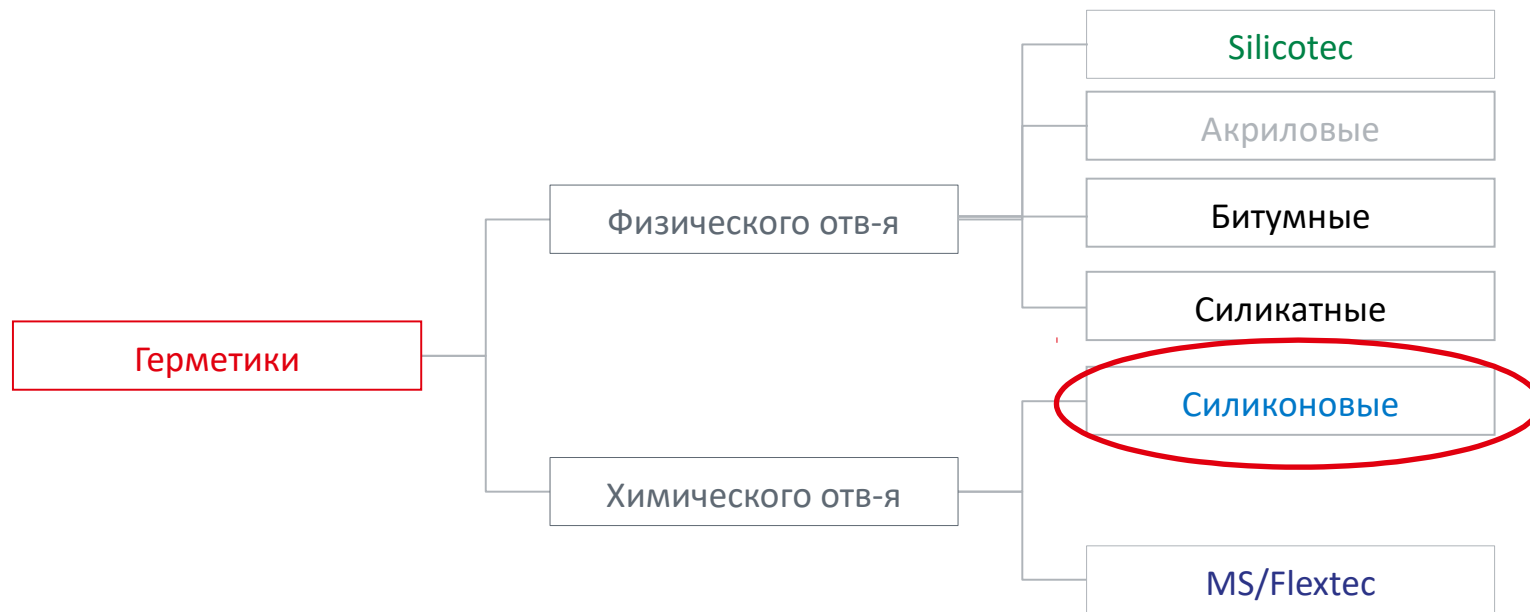 Silicotec
Акриловые
Физического отв-я
Битумные
Силикатные
Герметики
Силиконовые
Химического отв-я
MS/Flextec